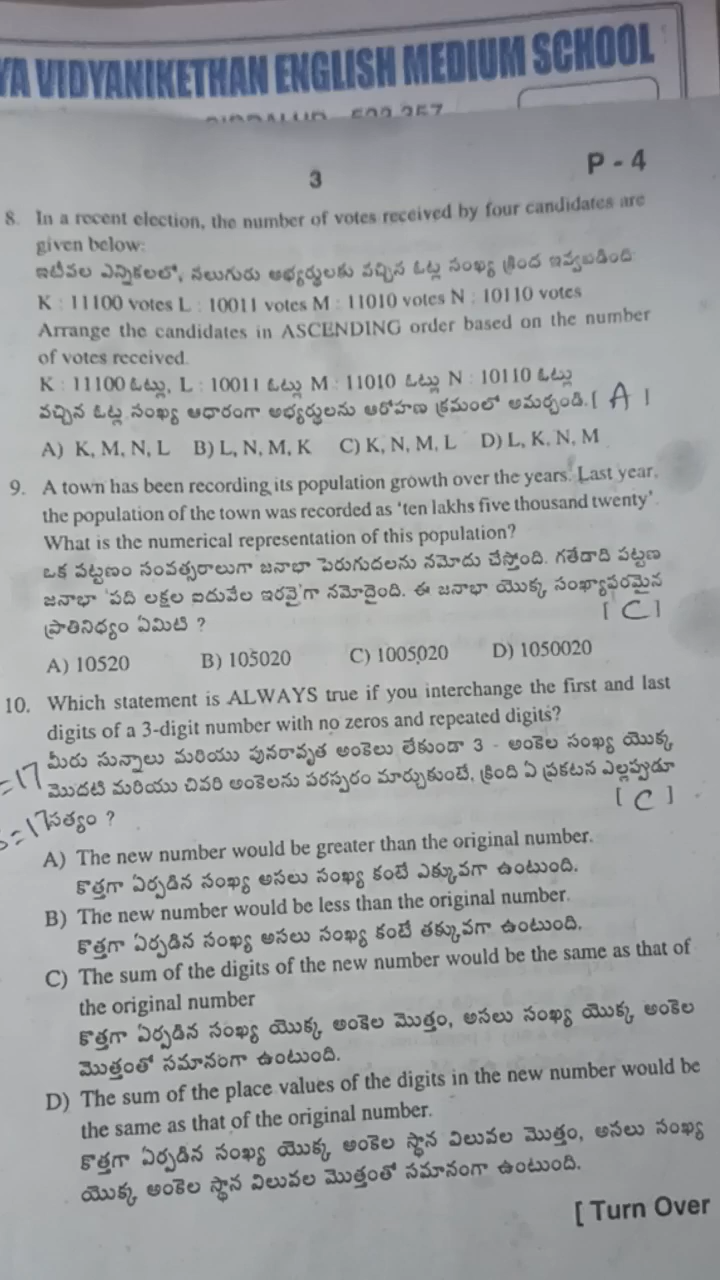 YA VIDYANIKETHAN ENGLISH MEDIUM SCHOOL
3
P - 4
8. In a recent election, the number of votes received by four candidates are
given below:
ఇటీవల ఎన్నికలలో, నలుగురు అభ్యర్థులకు వచ్చిన ఓట్ల సంఖ్య క్రింద ఇవ్వబడింది
K : 11100 votes L : 10011 votes M : 11010 votes N : 10110 votes
Arrange the candidates in ASCENDING order based on the number
of votes received.
K : 11100 ఓట్లు, L : 10011 ఓట్లు M : 11010 ఓట్లు N : 10110 ఓట్లు
వచ్చిన ఓట్ల సంఖ్య ఆధారంగా అభ్యర్థులను ఆరోహణ క్రమంలో అమర్చండి. [ A ]
A) K, M, N, L B) L, N, M, K C) K, N, M, L D) L, K, N, M
9. A town has been recording its population growth over the years. Last year,
the population of the town was recorded as 'ten lakhs five thousand twenty'.
What is the numerical representation of this population?
ఒక పట్టణం సంవత్సరాలుగా జనాభా పెరుగుదలను నమోదు చేస్తోంది. గతేడాది పట్టణ
జనాభా 'పది లక్షల ఐదువేల ఇరవై'గా నమోదైంది. ఈ జనాభా యొక్క సంఖ్యాపరమైన
ప్రాతినిధ్యం ఏమిటి ? [ C ]
A) 10520 B) 105020 C) 1005020 D) 1050020
10. Which statement is ALWAYS true if you interchange the first and last
digits of a 3-digit number with no zeros and repeated digits?
మీరు సున్నాలు మరియు పునరావృత అంకెలు లేకుండా 3 - అంకెల సంఖ్య యొక్క
=17 మొదటి మరియు చివరి అంకెలను పరస్పరం మార్చుకుంటే, క్రింది ఏ ప్రకటన ఎల్లప్పుడూ
=17 సత్యం ? [ C ]
A) The new number would be greater than the original number.
కొత్తగా ఏర్పడిన సంఖ్య అసలు సంఖ్య కంటే ఎక్కువగా ఉంటుంది.
B) The new number would be less than the original number.
కొత్తగా ఏర్పడిన సంఖ్య అసలు సంఖ్య కంటే తక్కువగా ఉంటుంది.
C) The sum of the digits of the new number would be the same as that of
the original number
కొత్తగా ఏర్పడిన సంఖ్య యొక్క అంకెల మొత్తం, అసలు సంఖ్య యొక్క అంకెల
మొత్తంతో సమానంగా ఉంటుంది.
D) The sum of the place values of the digits in the new number would be
the same as that of the original number.
కొత్తగా ఏర్పడిన సంఖ్య యొక్క అంకెల స్థాన విలువల మొత్తం, అసలు సంఖ్య
యొక్క అంకెల స్థాన విలువల మొత్తంతో సమానంగా ఉంటుంది.
[ Turn Over